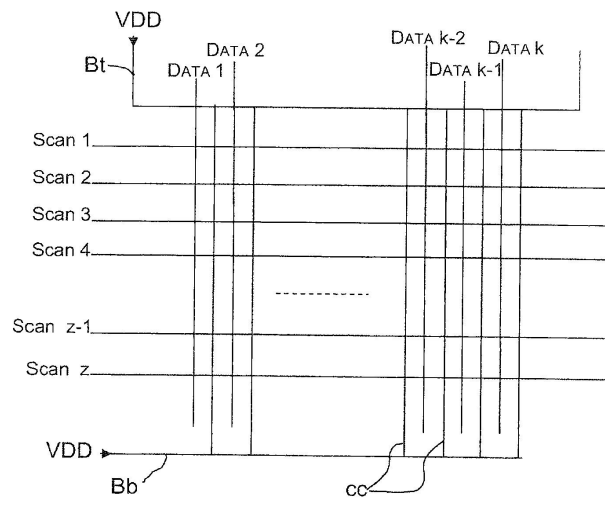 VDD
Bt
DATA 1
DATA 2
DATA k-2
DATA k-1
DATA k
Scan 1
Scan 2
Scan 3
Scan 4
Scan z-1
Scan z
VDD
Bb
cc